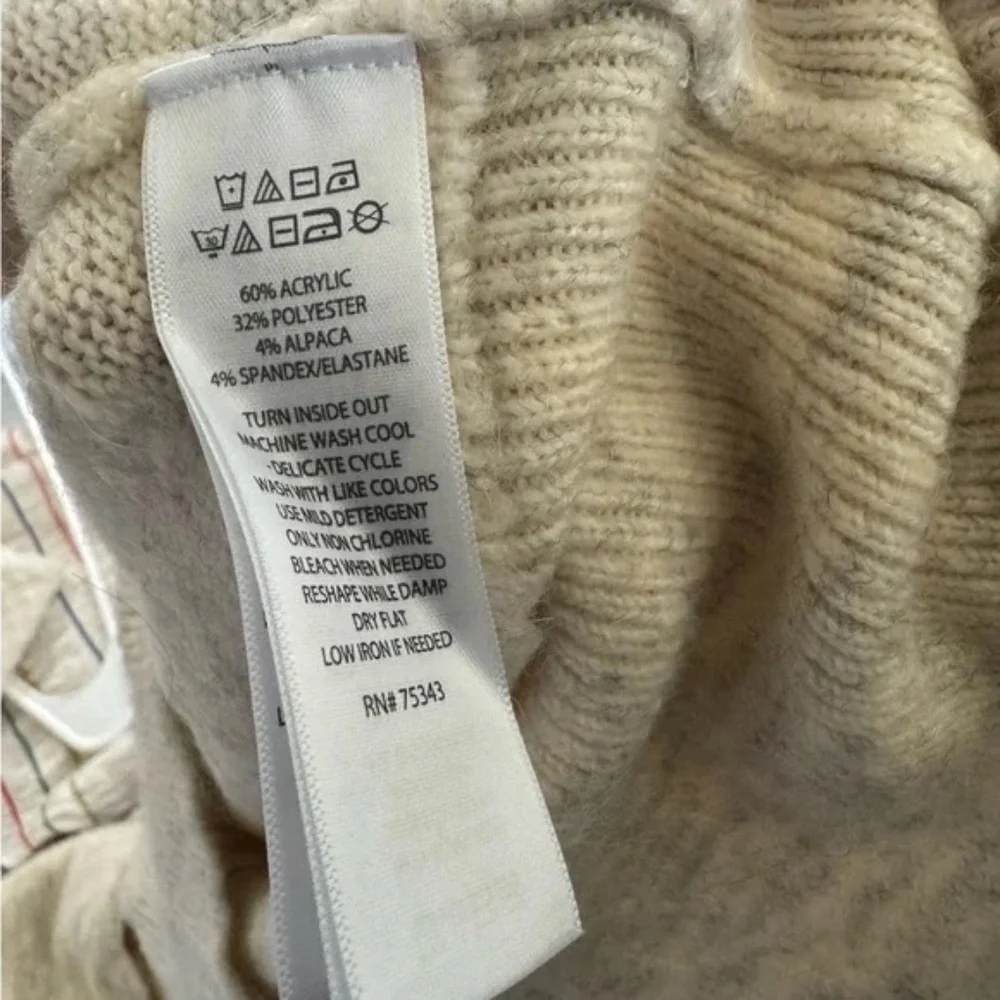 30
60% ACRYLIC
32% POLYESTER
4% ALPACA
4% SPANDEX/ELASTANE
TURN INSIDE OUT
MACHINE WASH COOL
-DELICATE CYCLE
WASH WITH LIKE COLORS
USE MILD DETERGENT
ONLY NON CHLORINE
BLEACH WHEN NEEDED
RESHAPE WHILE DAMP
DRY FLAT
LOW IRON IF NEEDED
RN# 75343